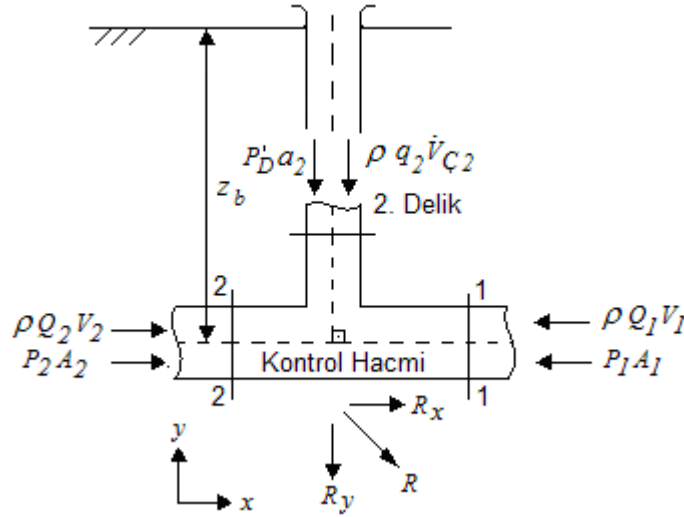 P'_D a_2
ρ q_2 V̇_Ç2
z_b
2. Delik
2
1
ρ Q_2 V_2
ρ Q_1 V_1
P_2 A_2
Kontrol Hacmi
P_1 A_1
2
1
R_x
y
R
x
R_y